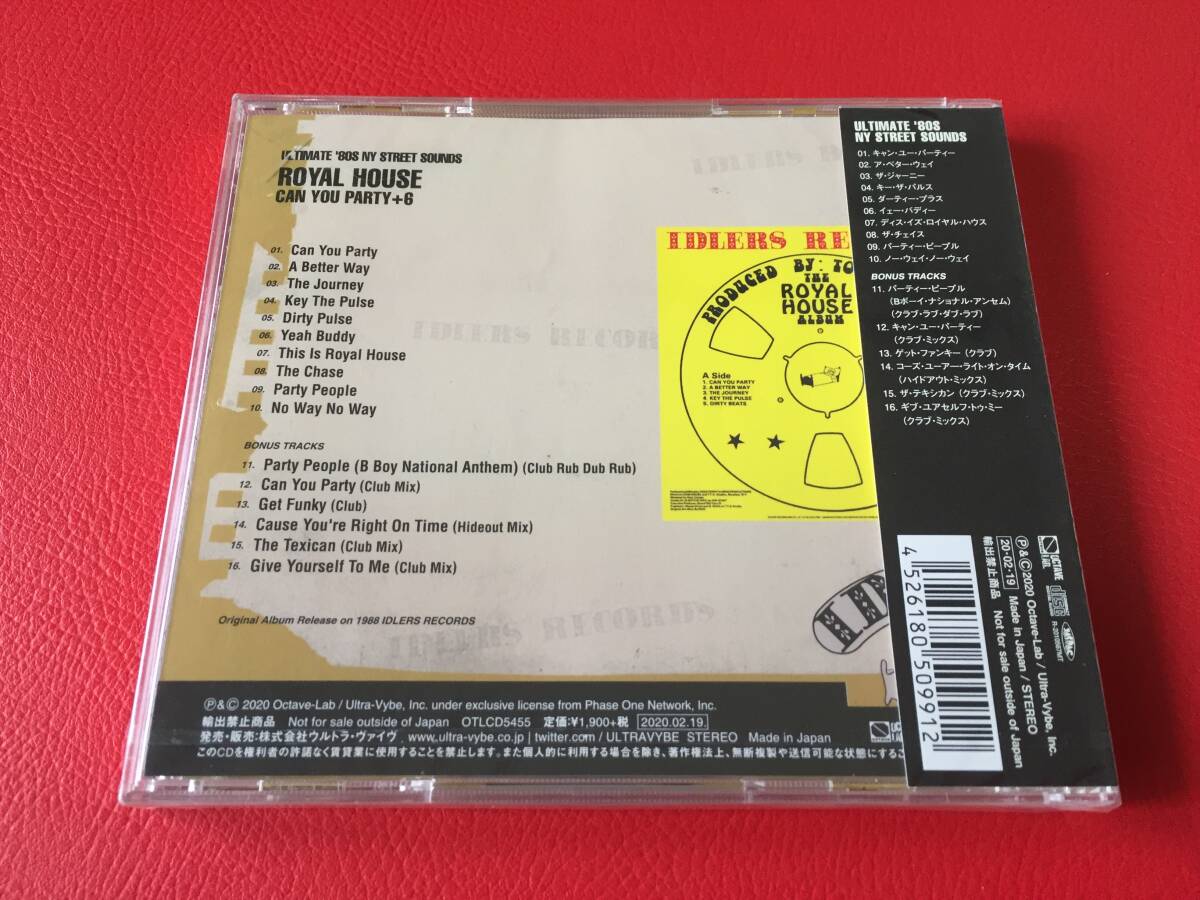 ULTIMATE '80S NY STREET SOUNDS
ROYAL HOUSE
CAN YOU PARTY+6
01. Can You Party
02. A Better Way
03. The Journey
04. Key The Pulse
05. Dirty Pulse
06. Yeah Buddy
07. This Is Royal House
08. The Chase
09. Party People
10. No Way No Way
BONUS TRACKS
11. Party People (B Boy National Anthem) (Club Rub Dub Rub)
12. Can You Party (Club Mix)
13. Get Funky (Club)
14. Cause You're Right On Time (Hideout Mix)
15. The Texican (Club Mix)
16. Give Yourself To Me (Club Mix)
Original Album Release on 1988 IDLERS RECORDS
IDLERS RE
PRODUCED BY: TO
THE
ROYAL
HOUSE
ALBUM
A Side
1. CAN YOU PARTY
2. A BETTER WAY
3. THE JOURNEY
4. KEY THE PULSE
5. DIRTY BEATS
Ⓟ&Ⓒ 2020 Octave-Lab / Ultra-Vybe, Inc. under exclusive license from Phase One Network, Inc.
輸出禁止商品 Not for sale outside of Japan OTLCD5455 定価:¥1,900+税 2020.02.19
発売・販売:株式会社ウルトラ・ヴァイヴ www.ultra-vybe.co.jp | twitter.com / ULTRAVYBE STEREO Made in Japan
このCDを権利者の許諾なく賃貸業に使用することを禁止します。また個人的に利用する場合を除き、著作権法上、無断複製や送信可能な状態にするこ
ULTIMATE '80S
NY STREET SOUNDS
01. キャン・ユー・パーティー
02. ア・ベター・ウェイ
03. ザ・ジャーニー
04. キー・ザ・パルス
05. ダーティー・プラス
06. イェー・バディー
07. ディス・イズ・ロイヤル・ハウス
08. ザ・チェイス
09. パーティー・ピープル
10. ノー・ウェイ・ノー・ウェイ
BONUS TRACKS
11. パーティー・ピープル
(Bボーイ・ナショナル・アンセム)
(クラブ・ラブ・ダブ・ラブ)
12. キャン・ユー・パーティー
(クラブ・ミックス)
13. ゲット・ファンキー (クラブ)
14. コーズ・ユーアー・ライト・オン・タイム
(ハイドアウト・ミックス)
15. ザ・テキシカン (クラブ・ミックス)
16. ギブ・ユアセルフ・トゥ・ミー
(クラブ・ミックス)
OCTAVE
LAB.
disc
R-2010597MT
Ⓟ&Ⓒ2020 Octave-Lab / Ultra-Vybe, Inc.
20・02・19 Made in Japan / STEREO
輸出禁止商品 Not for sale outside of Japan
4 526180 509912